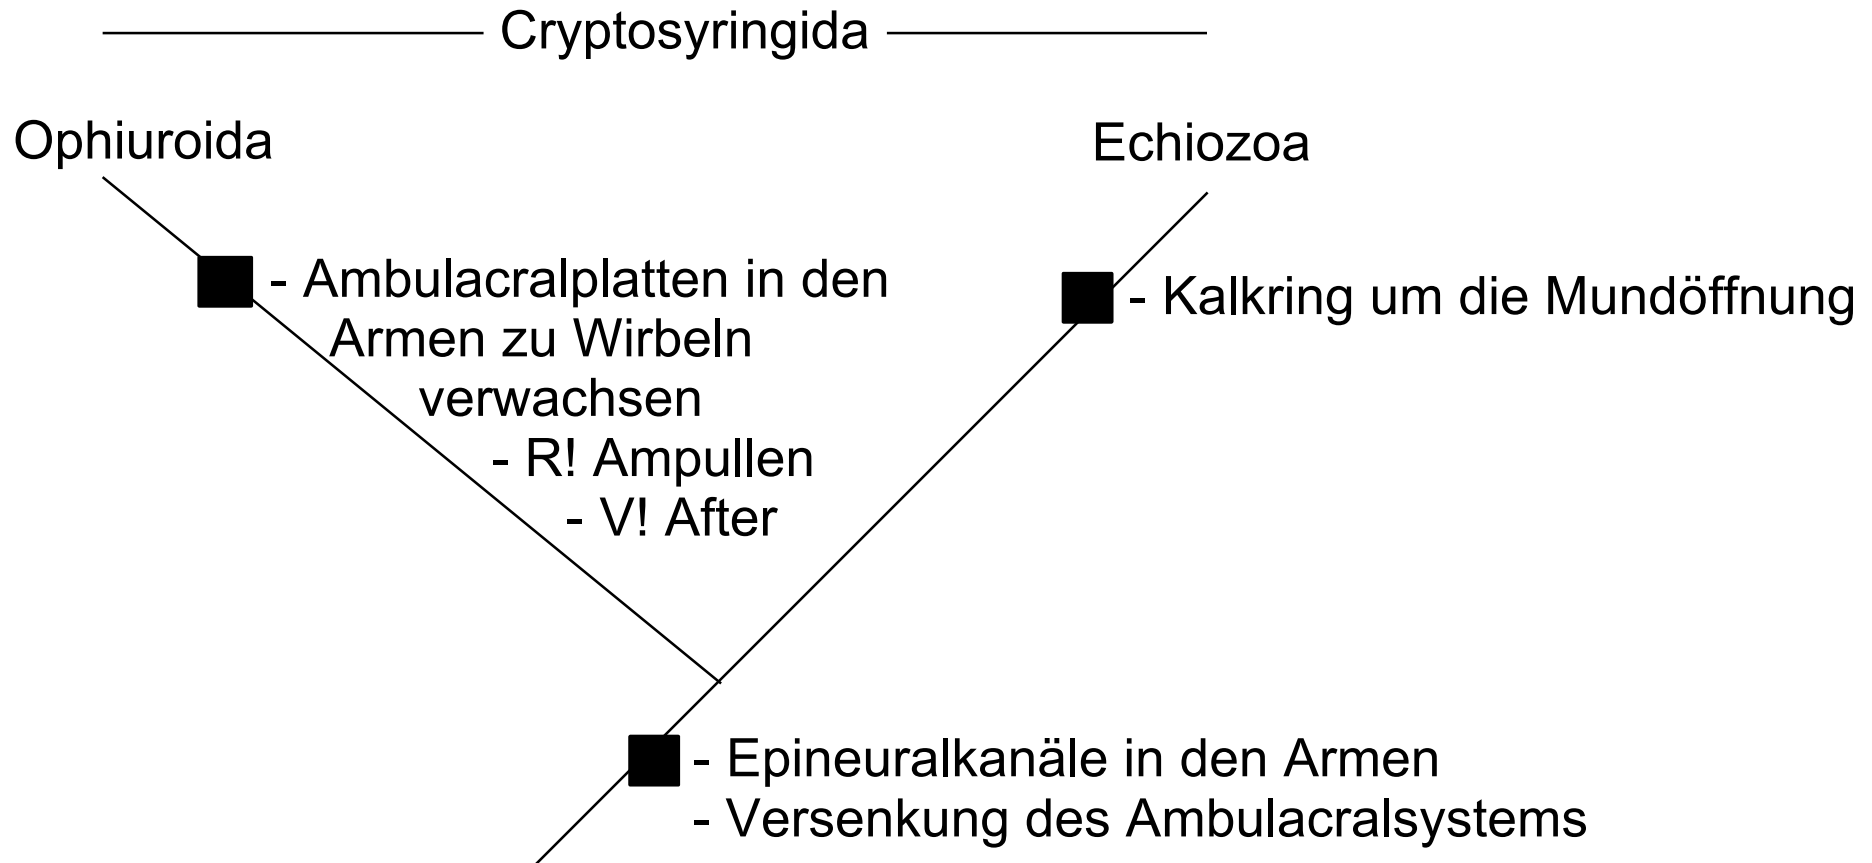 Cryptosyringida
Ophiuroida
Echiozoa
- Ambulacralplatten in den
Armen zu Wirbeln
verwachsen
- R! Ampullen
- V! After
- Kalkring um die Mundöffnung
- Epineuralkanäle in den Armen
- Versenkung des Ambulacralsystems